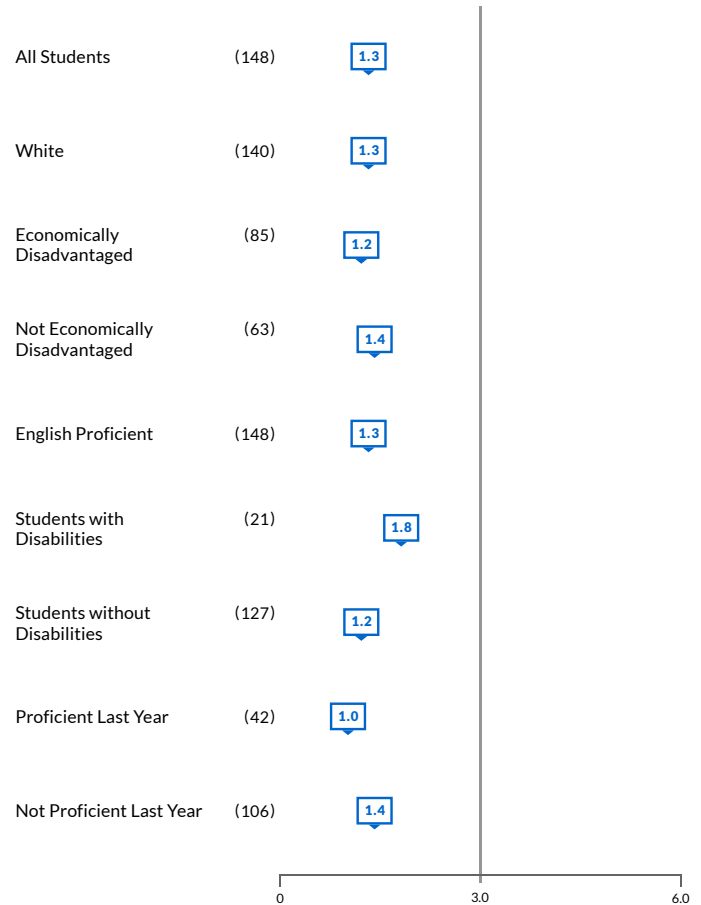 All Students (148) 1.3
White (140) 1.3
Economically (85) 1.2
Disadvantaged
Not Economically (63) 1.4
Disadvantaged
English Proficient (148) 1.3
Students with (21) 1.8
Disabilities
Students without (127) 1.2
Disabilities
Proficient Last Year (42) 1.0
Not Proficient Last Year (106) 1.4
0 3.0 6.0